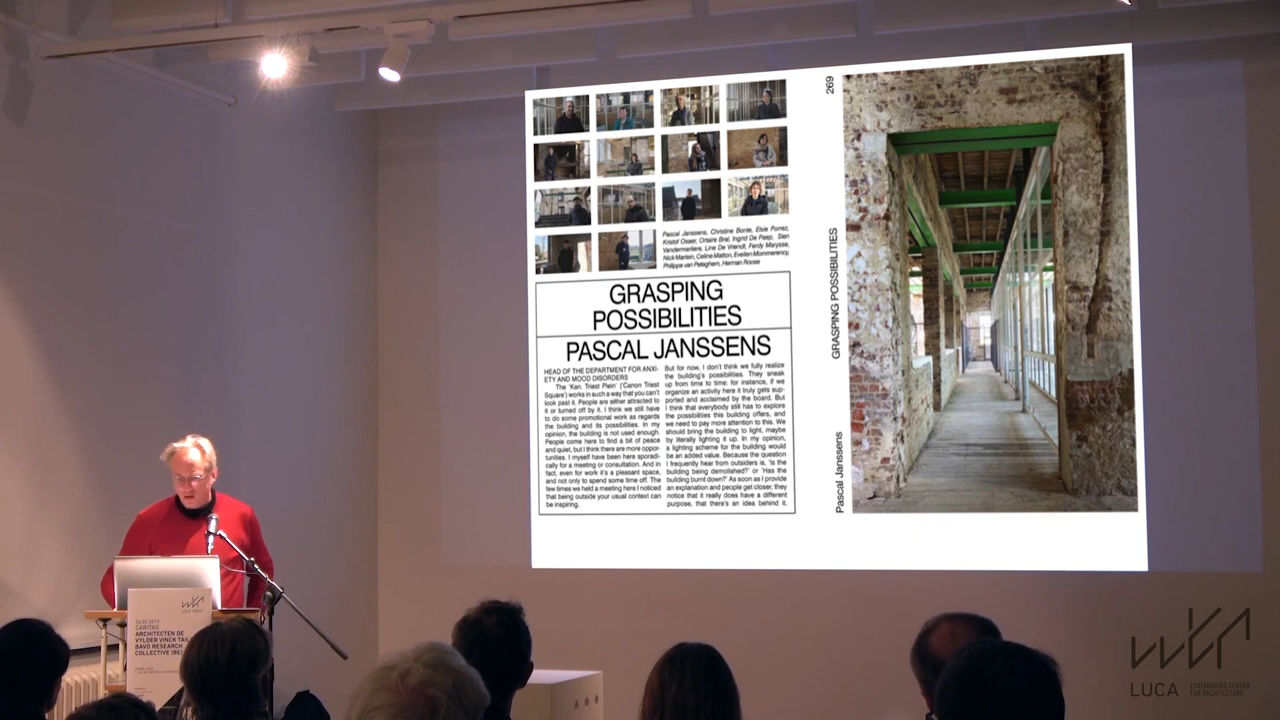 Pascal Janssens, Christine Bonte, Elsie Porrez,
Kristof Osaer, Ortaire Bral, Ingrid De Paep, Sien
Vandermarlière, Line De Vriendt, Ferdy Marysse,
Nick Martein, Celine Matton, Evelien Mommerency,
Philippe van Peteghem, Herman Roose
GRASPING
POSSIBILITIES
PASCAL JANSSENS
HEAD OF THE DEPARTMENT FOR ANXI-
ETY AND MOOD DISORDERS
The 'Kan. Triest Plein' ('Canon Triest
Square') works in such a way that you can't
look past it. People are either attracted to
it or turned off by it. I think we still have
to do some promotional work as regards
the building and its possibilities. In my
opinion, the building is not used enough.
People come here to find a bit of peace
and quiet, but I think there are more oppor-
tunities. I myself have been here sporadi-
cally for a meeting or consultation. And in
fact, even for work it's a pleasant space,
and not only to spend some time off. The
few times we held a meeting here I noticed
that being outside your usual context can
be inspiring.
But for now, I don't think we fully realize
the building's possibilities. They sneak
up from time to time: for instance, if we
organize an activity here it truly gets sup-
ported and acclaimed by the board. But
I think that everybody still has to explore
the possibilities this building offers, and
we need to pay more attention to this. We
should bring the building to light, maybe
by literally lighting it up. In my opinion,
a lighting scheme for the building would
be an added value. Because the question
I frequently hear from outsiders is, 'Is the
building being demolished?' or 'Has the
building burnt down?' As soon as I provide
an explanation and people get closer, they
notice that it really does have a different
purpose, that there's an idea behind it.
269
GRASPING POSSIBILITIES
Pascal Janssens
CARITAS
ARCHITECTEN DE
VYLDER VINCK TAIL
BAVO RESEARCH
COLLECTIVE (BE)
LUCA LUXEMBOURG CENTER
FOR ARCHITECTURE